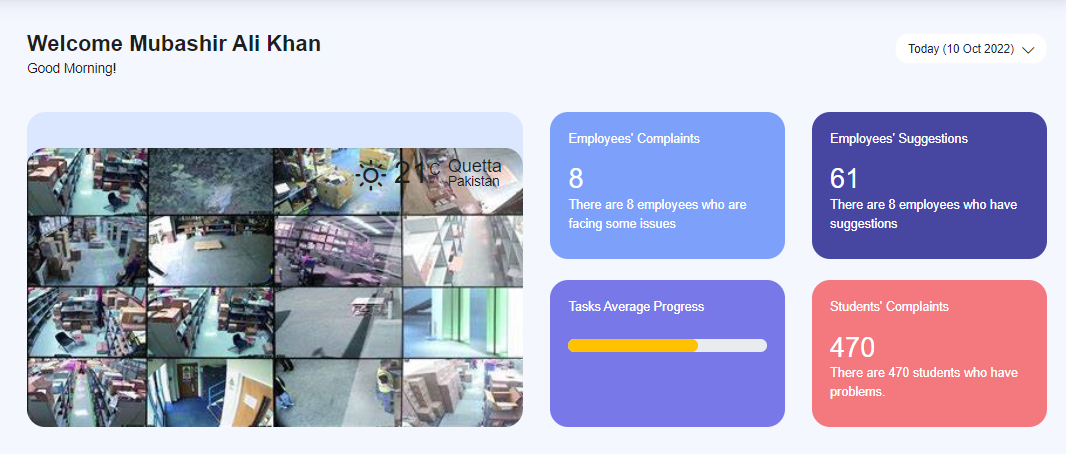 Welcome Mubashir Ali Khan
Good Morning!
Today (10 Oct 2022)
21°C
Quetta
Pakistan
Employees' Complaints
8
There are 8 employees who are
facing some issues
Employees' Suggestions
61
There are 8 employees who have
suggestions
Tasks Average Progress
Students' Complaints
470
There are 470 students who have
problems.